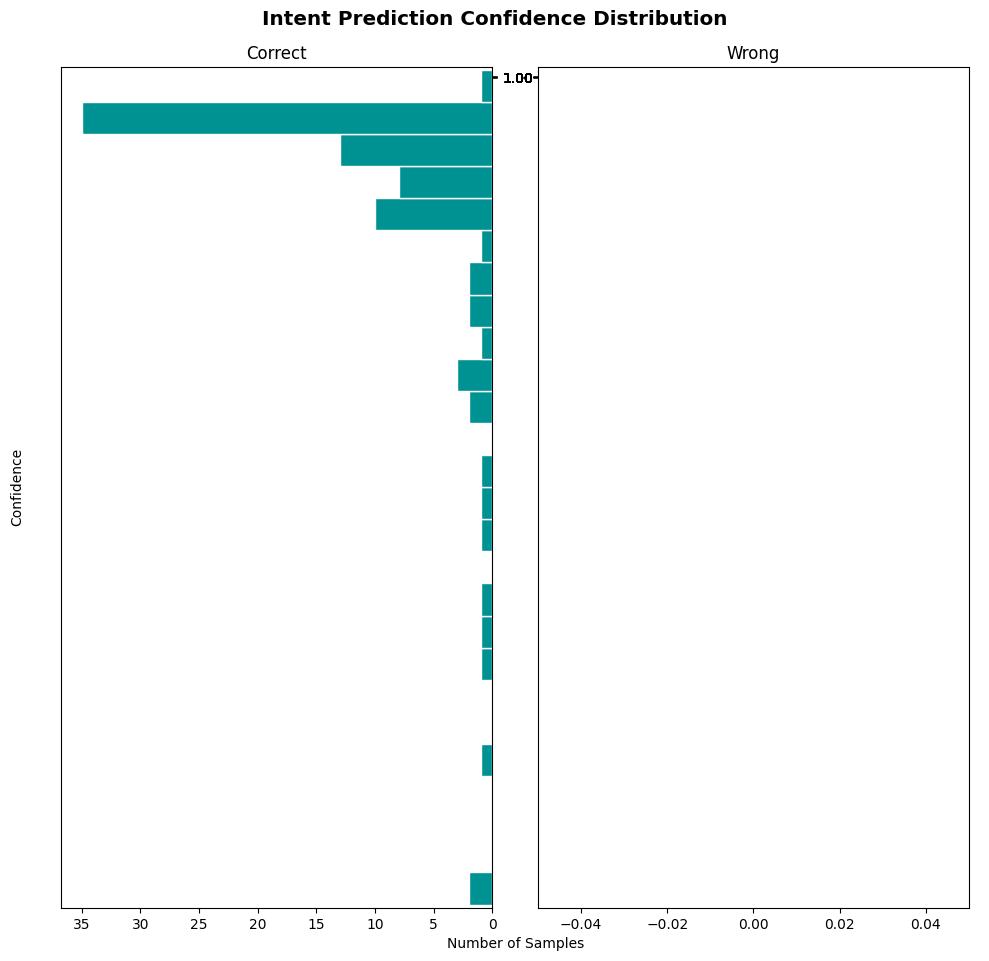 Intent Prediction Confidence Distribution
Correct
Wrong
1.00
Confidence
35 30 25 20 15 10 5 0
−0.04 −0.02 0.00 0.02 0.04
Number of Samples